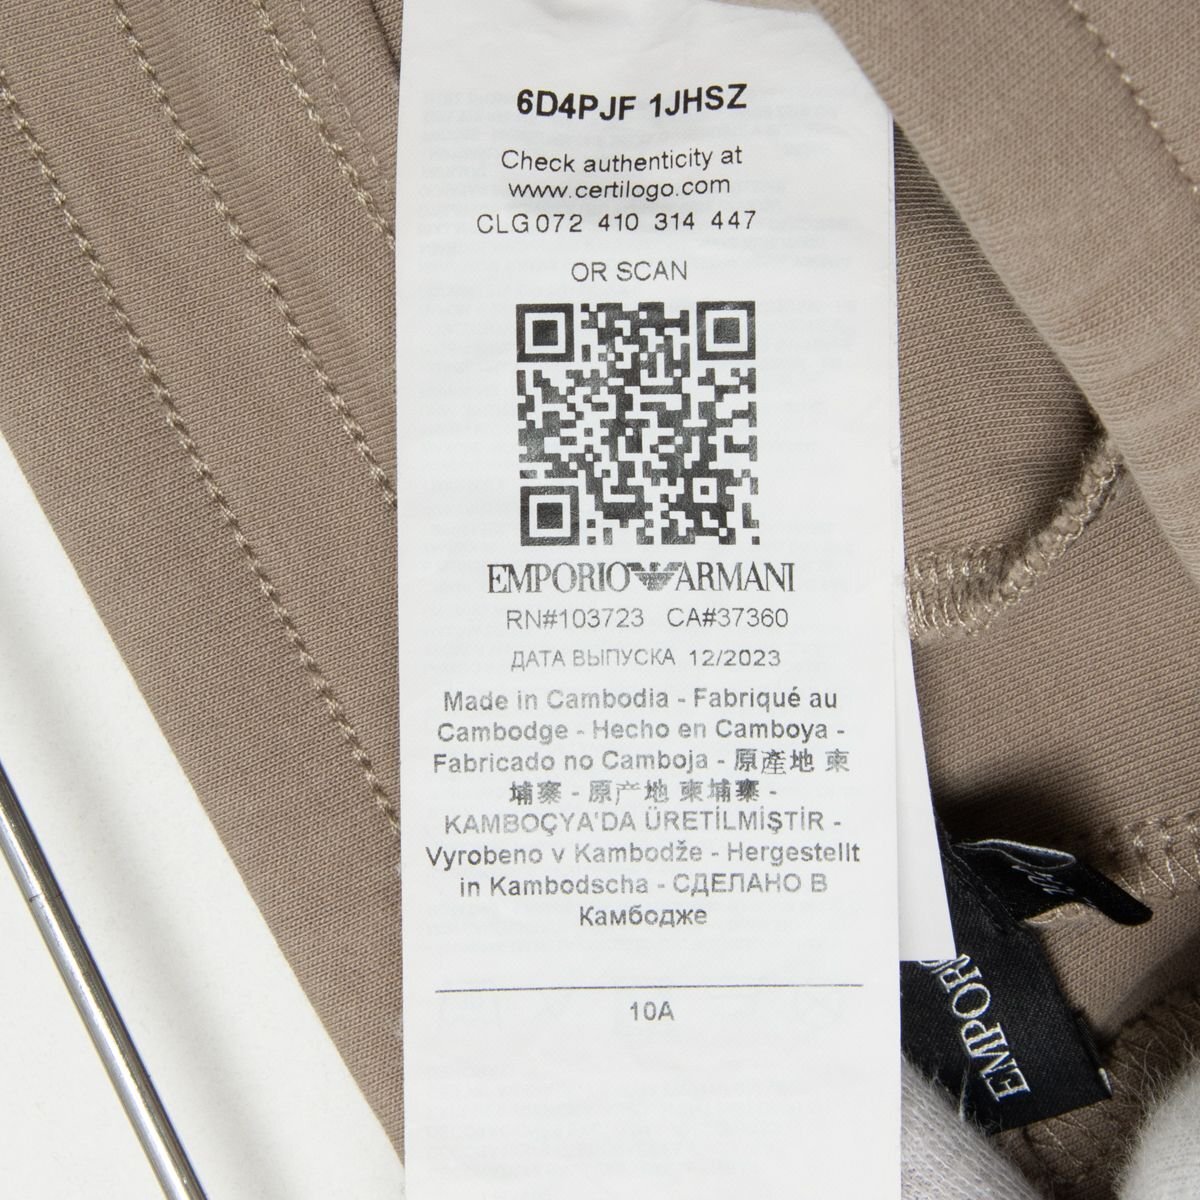 6D4PJF 1JHSZ
Check authenticity at
www.certilogo.com
CLG072 410 314 447
OR SCAN
EMPORIO ARMANI
RN#103723 CA#37360
ДАТА ВЫПУСКА 12/2023
Made in Cambodia - Fabriqué au
Cambodge - Hecho en Camboya -
Fabricado no Camboja - 原產地 柬
埔寨 - 原产地 柬埔寨 -
KAMBOÇYA'DA ÜRETİLMİŞTİR -
Vyrobeno v Kambodže - Hergestellt
in Kambodscha - СДЕЛАНО В
Камбодже
10A
EMPORIO